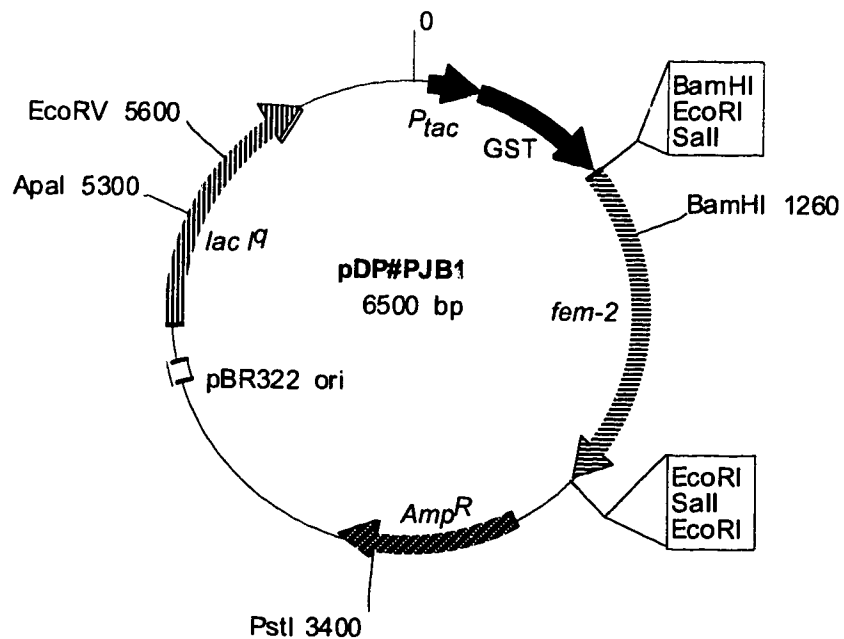 0
BamHI
EcoRI
SalI
Ptac
GST
EcoRV 5600
ApaI 5300
BamHI 1260
lac Iq
pDP#PJB1
6500 bp
fem-2
pBR322 ori
AmpR
EcoRI
SalI
EcoRI
PstI 3400